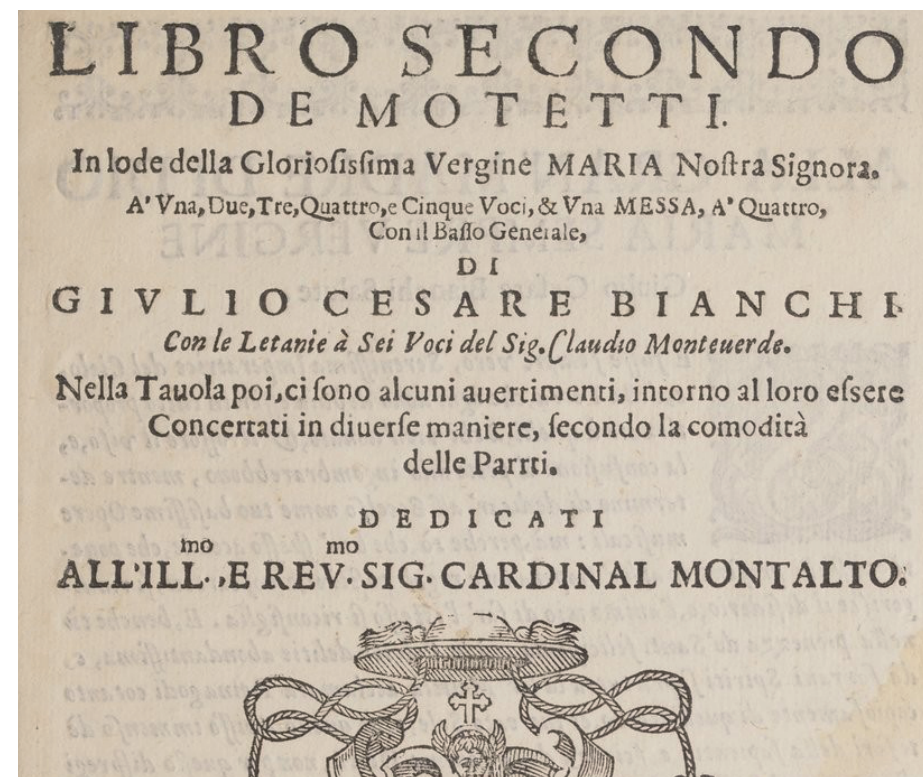 LIBRO SECONDO
DE MOTETTI.
In lode della Gloriosissima Vergine MARIA Nostra Signora.
A' Vna, Due, Tre, Quattro, e Cinque Voci, & Vna MESSA, A' Quattro,
Con il Basso Generale,
DI
GIVLIO CESARE BIANCHI
Con le Letanie à Sei Voci del Sig. Claudio Monteuerde.
Nella Tauola poi, ci sono alcuni auertimenti, intorno al loro essere
Concertati in diuerse maniere, secondo la comodità
delle Parrti.
DEDICATI
ALL'ILL.mo, E REV.mo SIG. CARDINAL MONTALTO.